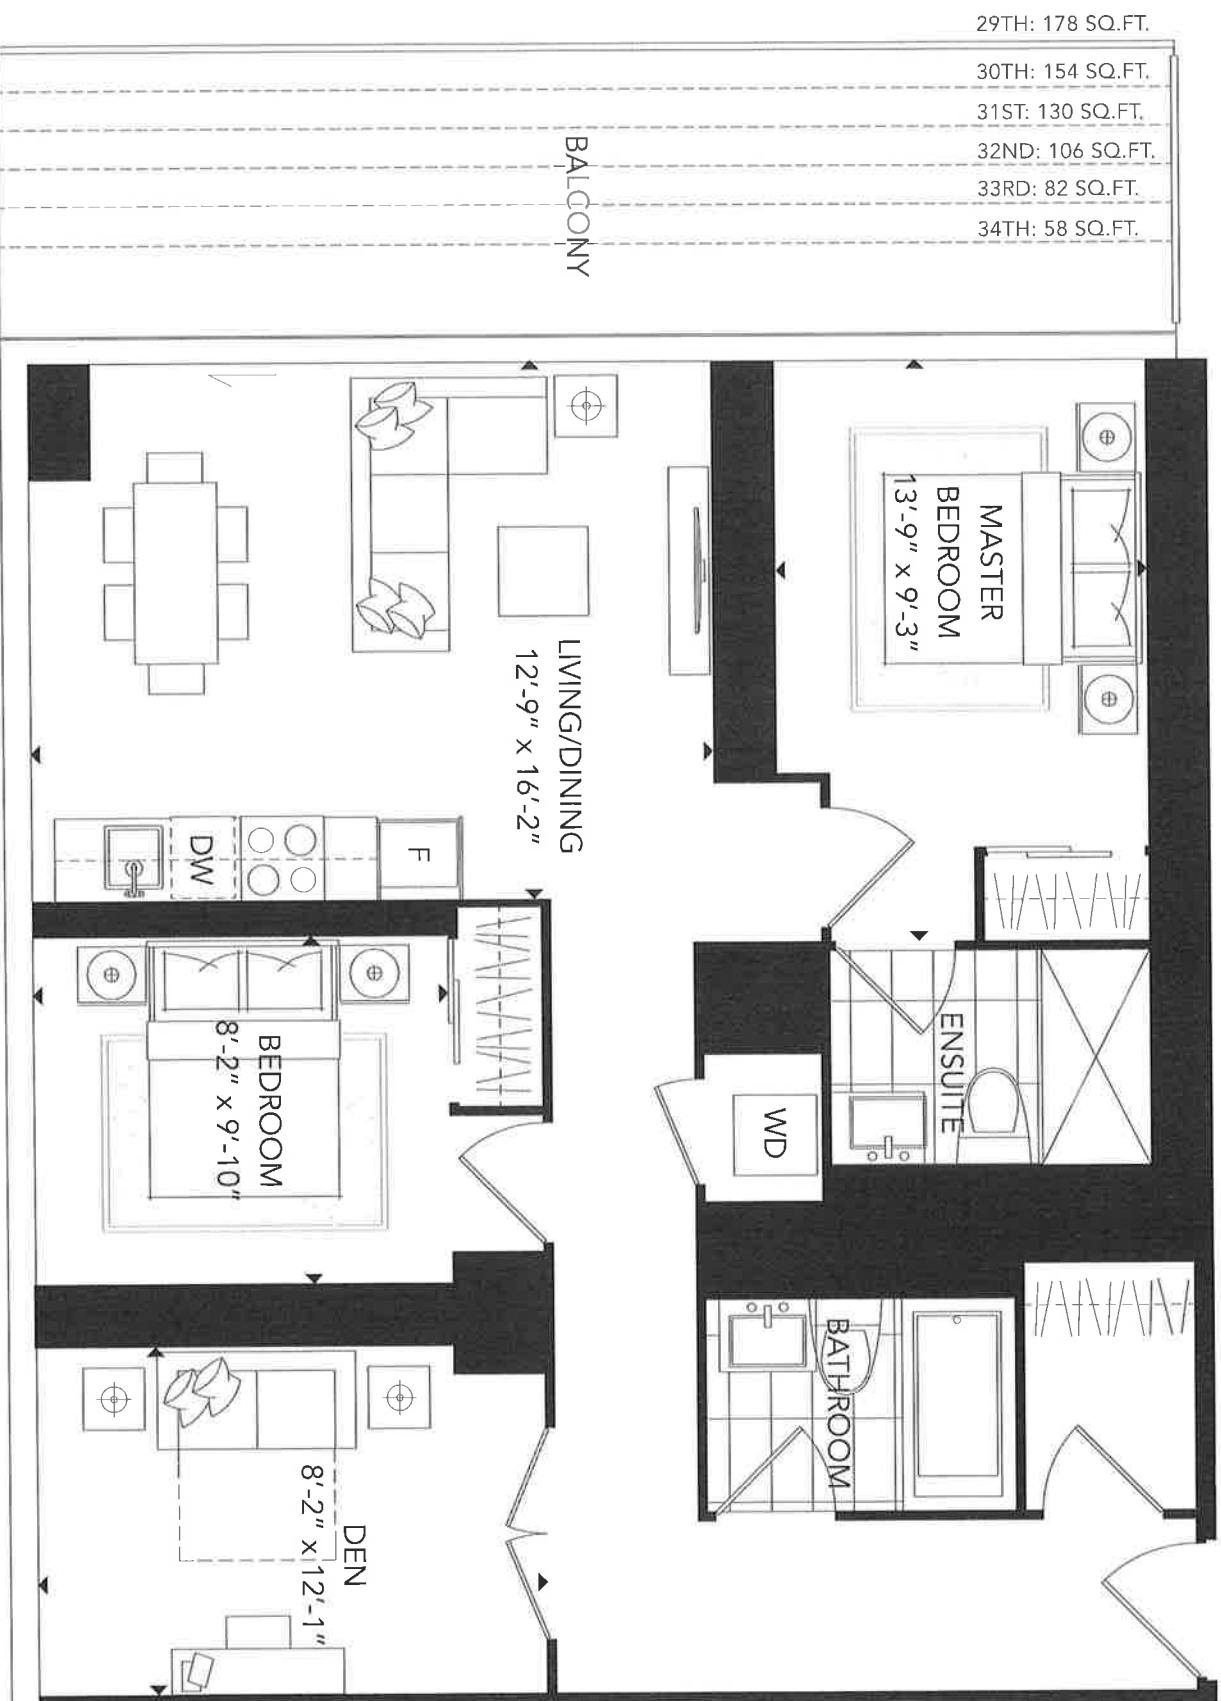 29TH: 178 SQ.FT.
30TH: 154 SQ.FT.
31ST: 130 SQ.FT.
32ND: 106 SQ.FT.
33RD: 82 SQ.FT.
34TH: 58 SQ.FT.
BALCONY
MASTER
BEDROOM
13'-9" x 9'-3"
LIVING/DINING
12'-9" x 16'-2"
DW
F
ENSUITE
WD
BEDROOM
8'-2" x 9'-10"
BATHROOM
DEN
8'-2" x 12'-1"